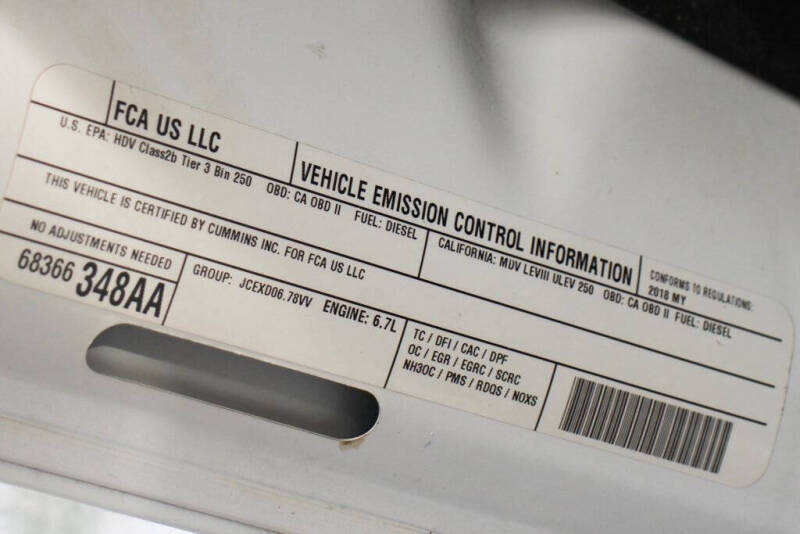 FCA US LLC
VEHICLE EMISSION CONTROL INFORMATION
CONFORMS TO REGULATIONS:
2018 MY
U.S. EPA: HDV Class2b Tier 3 Bin 250 OBD: CA OBD II FUEL: DIESEL
CALIFORNIA: MDV LEVIII ULEV 250 OBD: CA OBD II FUEL: DIESEL
THIS VEHICLE IS CERTIFIED BY CUMMINS INC. FOR FCA US LLC
NO ADJUSTMENTS NEEDED
68366 348AA
GROUP: JCEXD06.78VV ENGINE: 6.7L
TC / DFI / CAC / DPF
OC / EGR / EGRC / SCRC
NH3OC / PMS / RDQS / NOXS